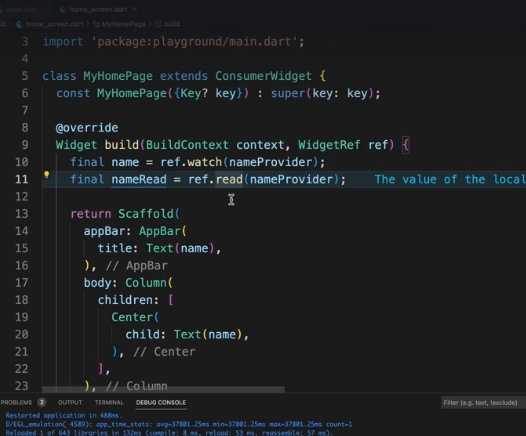 main.dart home_screen.dart
lib > home_screen.dart > MyHomePage > build
3 import 'package:playground/main.dart';
4
5 class MyHomePage extends ConsumerWidget {
6 const MyHomePage({Key? key}) : super(key: key);
7
8 @override
9 Widget build(BuildContext context, WidgetRef ref) {
10 final name = ref.watch(nameProvider);
11 final nameRead = ref.read(nameProvider); The value of the local
12
13 return Scaffold(
14 appBar: AppBar(
15 title: Text(name),
16 ), // AppBar
17 body: Column(
18 children: [
19 Center(
20 child: Text(name),
21 ), // Center
22 ],
23 ), // Column
PROBLEMS 2 OUTPUT TERMINAL DEBUG CONSOLE Filter (e.g. text, !exclude)
Restarted application in 488ms.
D/EGL_emulation( 4509): app_time_stats: avg=37801.25ms min=37801.25ms max=37801.25ms count=1
Reloaded 1 of 643 libraries in 132ms (compile: 8 ms, reload: 53 ms, reassemble: 57 ms).